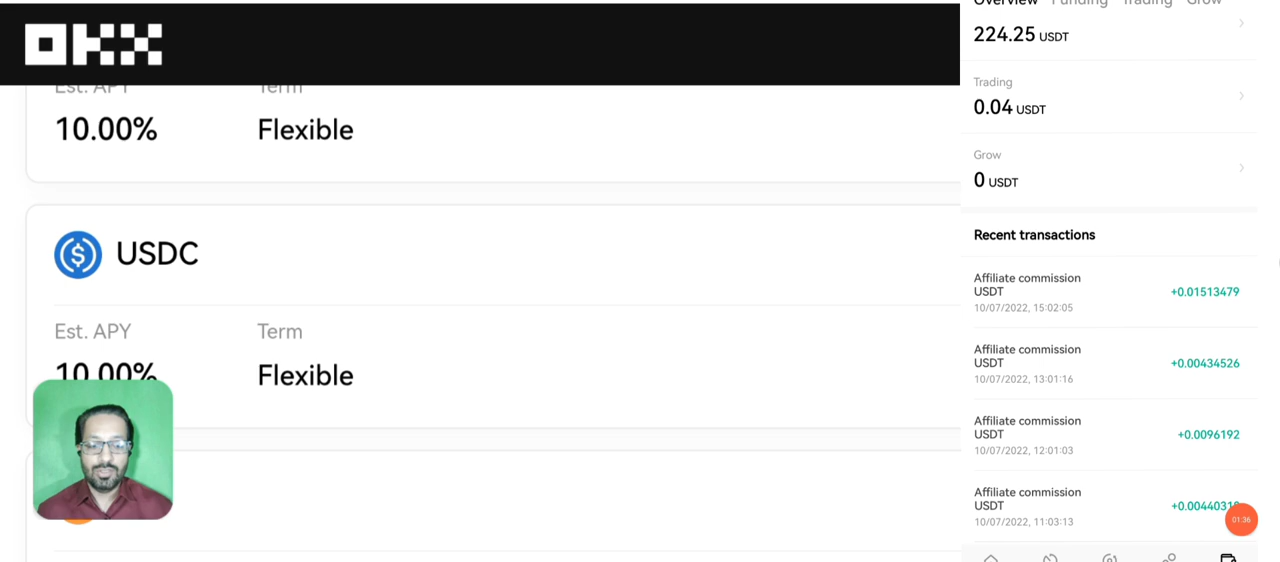 OKX
Est. APY
Term
10.00%
Flexible
USDC
Est. APY
Term
10.00%
Flexible
Overview Funding Trading Grow
224.25 USDT
Trading
0.04 USDT
Grow
0 USDT
Recent transactions
Affiliate commission
USDT
+0.01513479
10/07/2022, 15:02:05
Affiliate commission
USDT
+0.00434526
10/07/2022, 13:01:16
Affiliate commission
USDT
+0.0096192
10/07/2022, 12:01:03
Affiliate commission
USDT
10/07/2022, 11:03:13
01:36